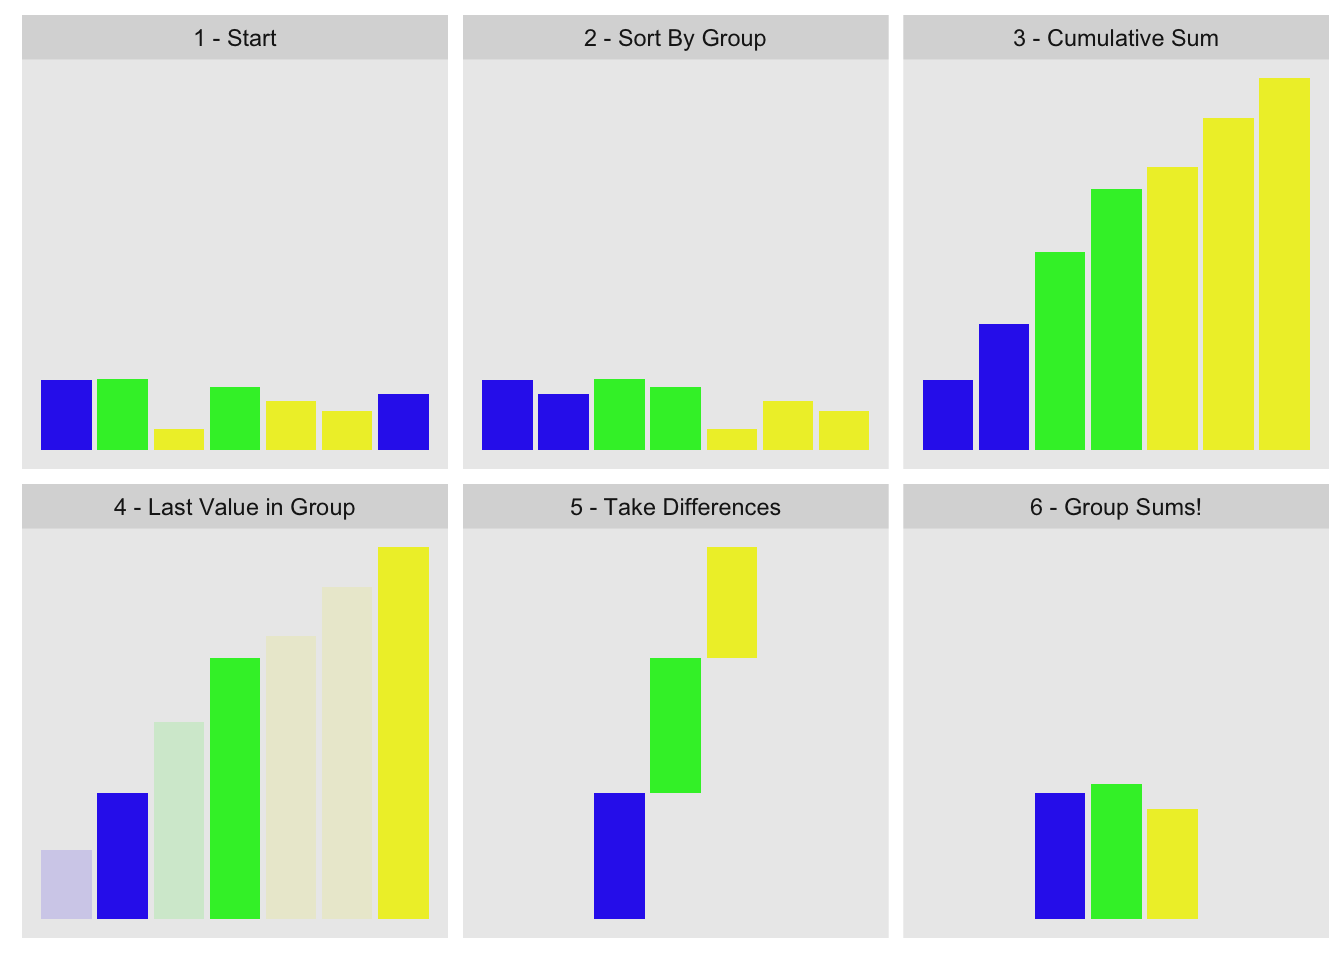 1 - Start
2 - Sort By Group
3 - Cumulative Sum
4 - Last Value in Group
5 - Take Differences
6 - Group Sums!